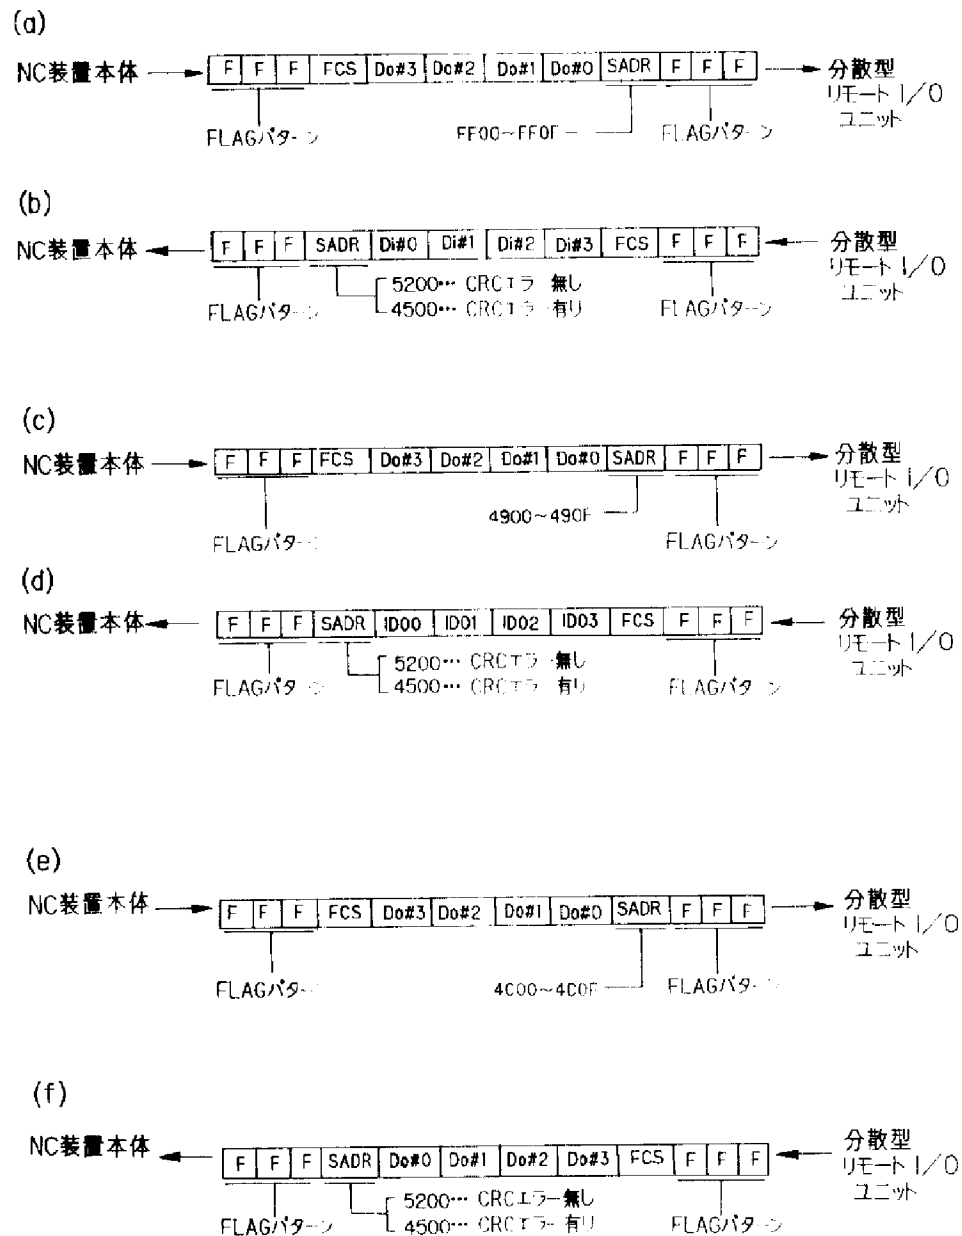 (a)
NC装置本体 F F F FCS Do#3 Do#2 Do#1 Do#0 SADR F F F 分散型
リモート I/O
ユニット
FLAGパターン FF00~FF0F FLAGパターン
(b)
NC装置本体 F F F SADR Di#0 Di#1 Di#2 Di#3 FCS F F F 分散型
リモート I/O
ユニット
5200… CRCエラー無し
4500… CRCエラー有り
FLAGパターン FLAGパターン
(c)
NC装置本体 F F F FCS Do#3 Do#2 Do#1 Do#0 SADR F F F 分散型
リモート I/O
ユニット
4900~490F
FLAGパターン FLAGパターン
(d)
NC装置本体 F F F SADR ID00 ID01 ID02 ID03 FCS F F F 分散型
リモート I/O
ユニット
5200… CRCエラー無し
4500… CRCエラー有り
FLAGパターン FLAGパターン
(e)
NC装置本体 F F F FCS Do#3 Do#2 Do#1 Do#0 SADR F F F 分散型
リモート I/O
ユニット
FLAGパターン FLAGパターン
(f)
NC装置本体 F F F SADR Do#0 Do#1 Do#2 Do#3 FCS F F F 分散型
リモート I/O
ユニット
5200… CRCエラー無し
4500… CRCエラー有り
FLAGパターン FLAGパターン